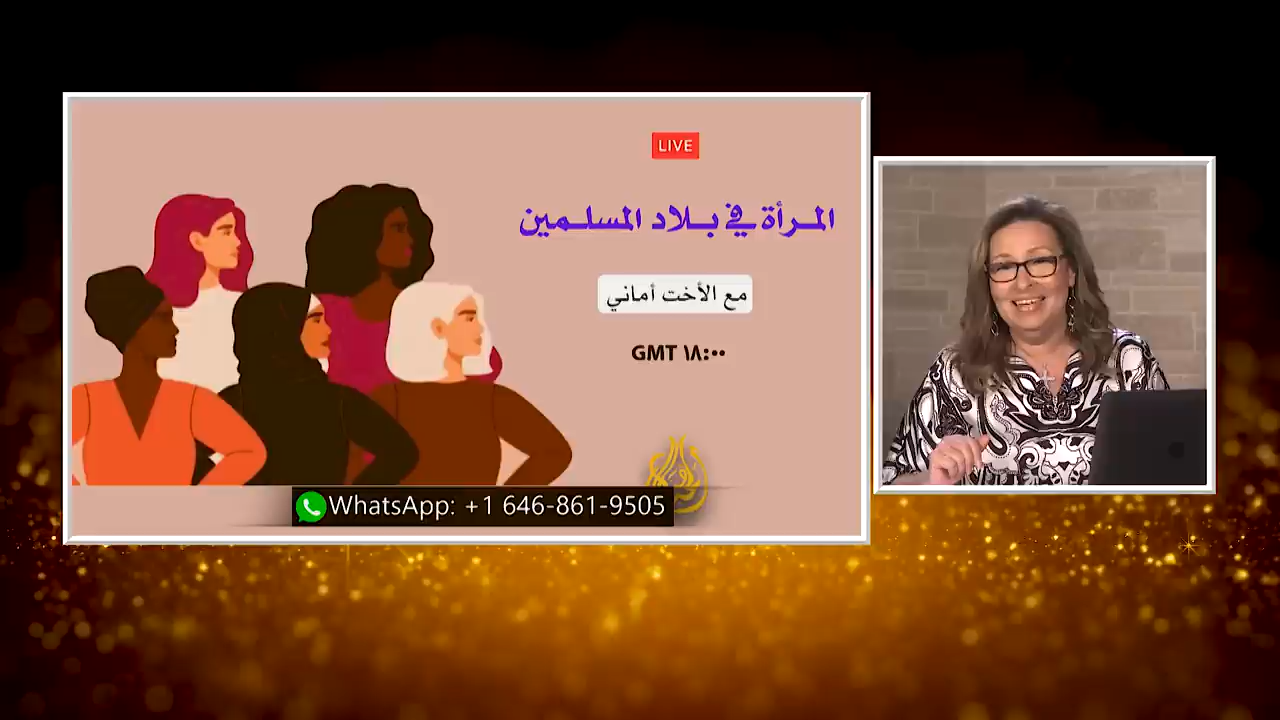 LIVE
المرأة في بلاد المسلمين
مع الأخت أماني
GMT ١٨:٠٠
WhatsApp: +1 646-861-9505